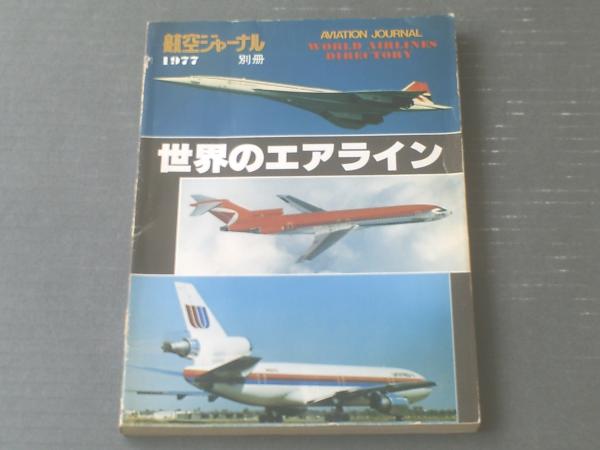 航空ジャーナル
1977 別冊
AVIATION JOURNAL
WORLD AIRLINES
DIRECTORY
世界のエアライン